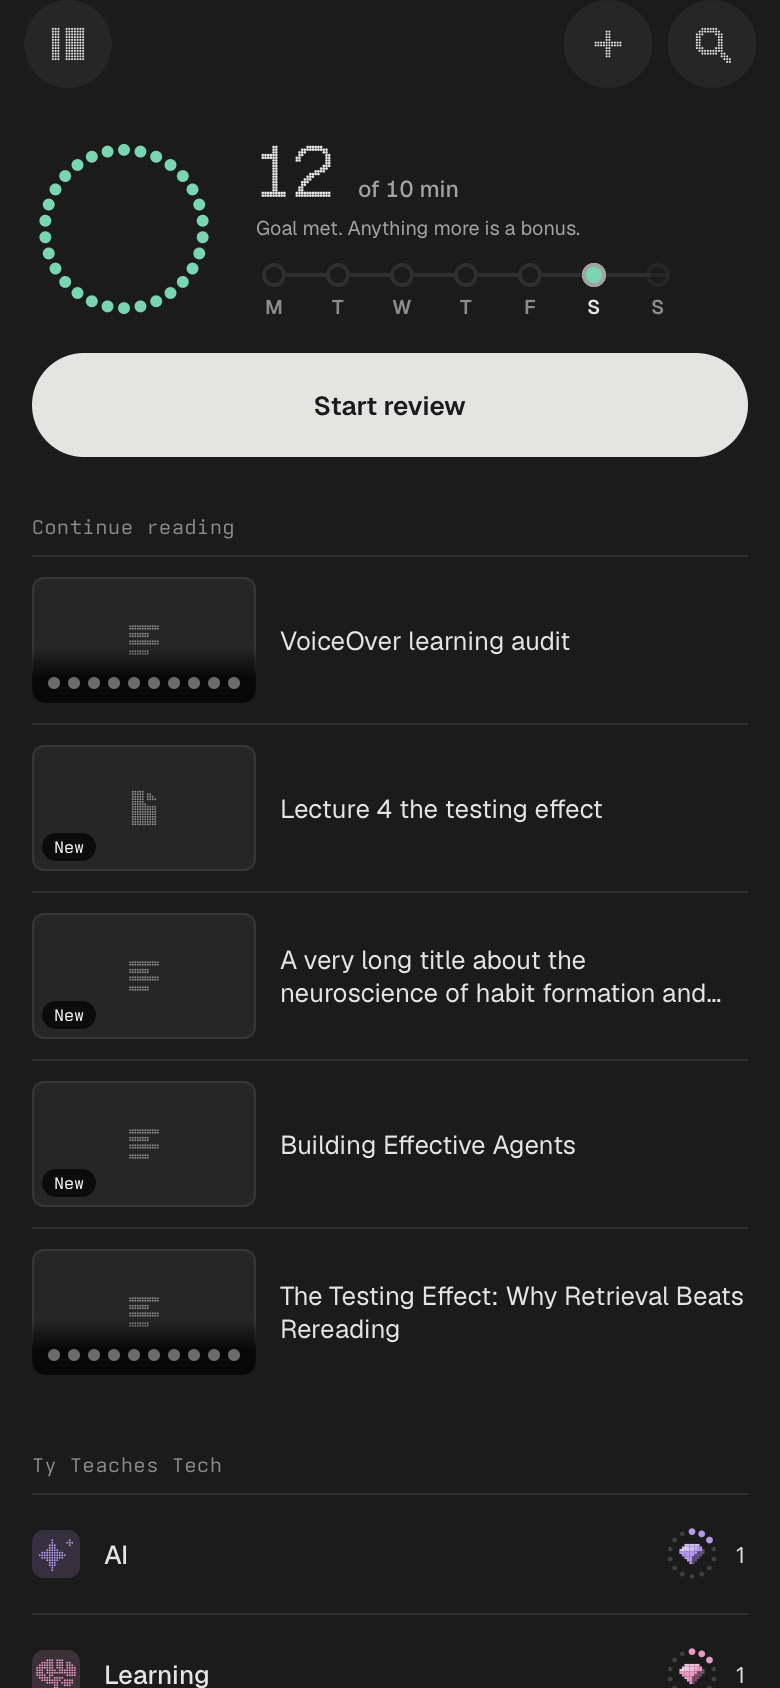 12 of 10 min
Goal met. Anything more is a bonus.
M T W T F S S
Start review
Continue reading
VoiceOver learning audit
Lecture 4 the testing effect
New
A very long title about the
neuroscience of habit formation and…
New
Building Effective Agents
New
The Testing Effect: Why Retrieval Beats
Rereading
Ty Teaches Tech
AI 1
Learning 1